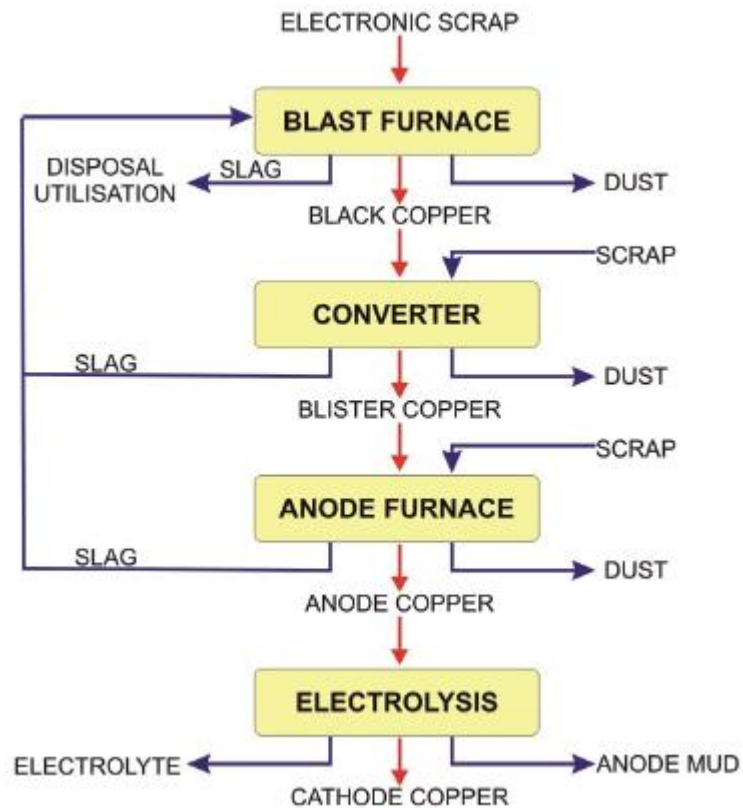 ELECTRONIC SCRAP
BLAST FURNACE
DISPOSAL
UTILISATION
SLAG
DUST
BLACK COPPER
SCRAP
CONVERTER
SLAG
DUST
BLISTER COPPER
SCRAP
ANODE FURNACE
SLAG
DUST
ANODE COPPER
ELECTROLYSIS
ELECTROLYTE
ANODE MUD
CATHODE COPPER